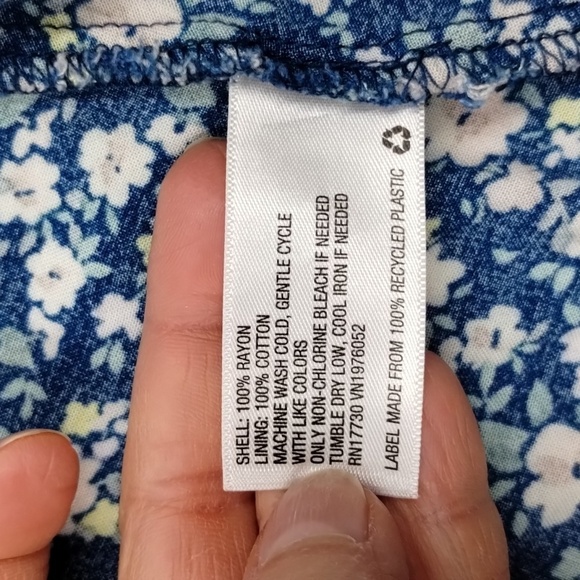 SHELL: 100% RAYON
LINING: 100% COTTON
MACHINE WASH COLD, GENTLE CYCLE
WITH LIKE COLORS
ONLY NON-CHLORINE BLEACH IF NEEDED
TUMBLE DRY LOW, COOL IRON IF NEEDED
RN17730 VN1976052
LABEL MADE FROM 100% RECYCLED PLASTIC